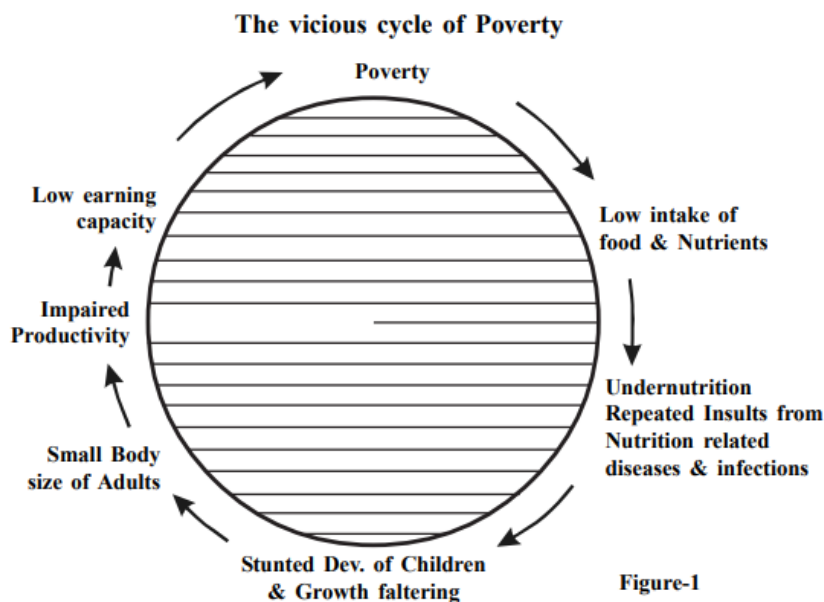 The vicious cycle of Poverty
Poverty
Low intake of
food & Nutrients
Undernutrition
Repeated Insults from
Nutrition related
diseases & infections
Stunted Dev. of Children
& Growth faltering
Small Body
size of Adults
Impaired
Productivity
Low earning
capacity
Figure-1